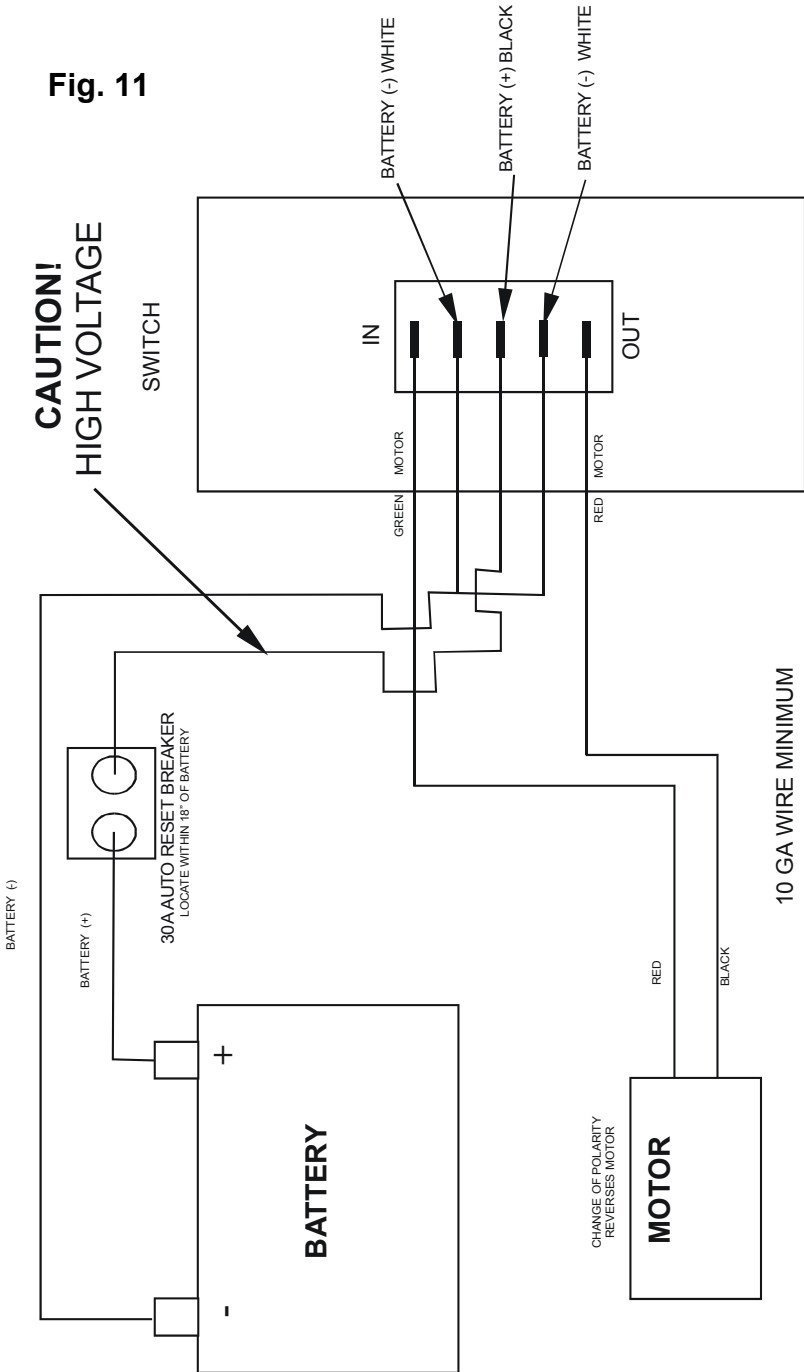 Fig. 11
CAUTION!
HIGH VOLTAGE
SWITCH
BATTERY (-) WHITE
BATTERY (+) BLACK
BATTERY (-) WHITE
IN
OUT
GREEN
MOTOR
RED
MOTOR
BATTERY (-)
BATTERY (+)
30A AUTO RESET BREAKER
LOCATE WITHIN 18" OF BATTERY
+
-
BATTERY
RED
BLACK
CHANGE OF POLARITY
REVERSES MOTOR
MOTOR
10 GA WIRE MINIMUM